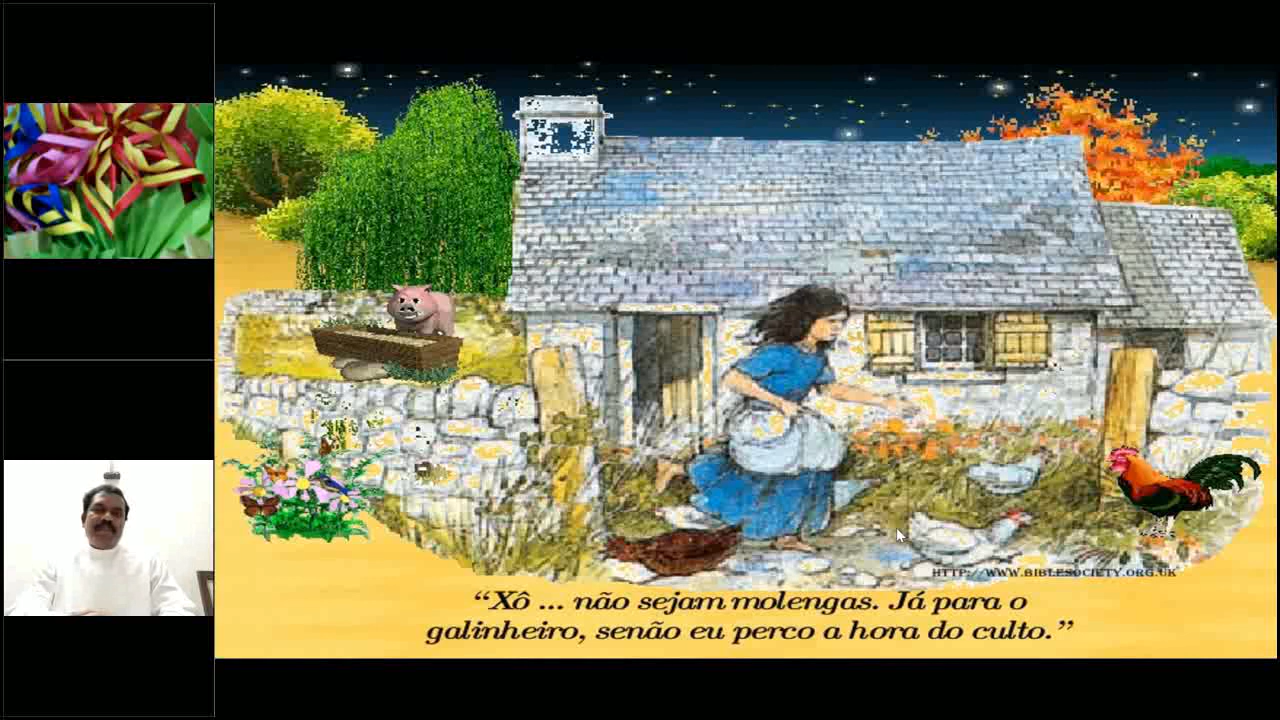 HTTP://WWW.BIBLESOCIETY.ORG.UK
“Xô ... não sejam molengas. Já para o
galinheiro, senão eu perco a hora do culto.”